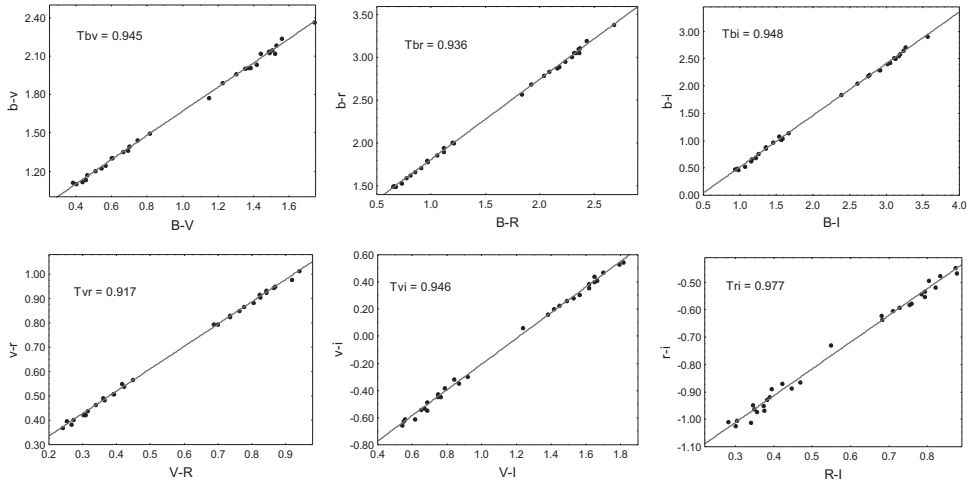 2.40
2.10
1.80
1.50
1.20
b-v
Tbv = 0.945
0.4 0.6 0.8 1.0 1.2 1.4 1.6
B-V
3.50
3.00
2.50
2.00
1.50
b-r
Tbr = 0.936
0.5 1.0 1.5 2.0 2.5
B-R
3.00
2.50
2.00
1.50
1.00
0.50
0.00
b-i
Tbi = 0.948
0.5 1.0 1.5 2.0 2.5 3.0 3.5 4.0
B-I
1.00
0.80
0.60
0.40
0.30
v-r
Tvr = 0.917
0.2 0.3 0.4 0.5 0.6 0.7 0.8 0.9
V-R
0.60
0.40
0.20
0.00
-0.20
-0.40
-0.60
-0.80
v-i
Tvi = 0.946
0.4 0.6 0.8 1.0 1.2 1.4 1.6 1.8
V-I
-0.50
-0.60
-0.70
-0.80
-0.90
-1.00
-1.10
r-i
Tri = 0.977
0.3 0.4 0.5 0.6 0.7 0.8
R-I